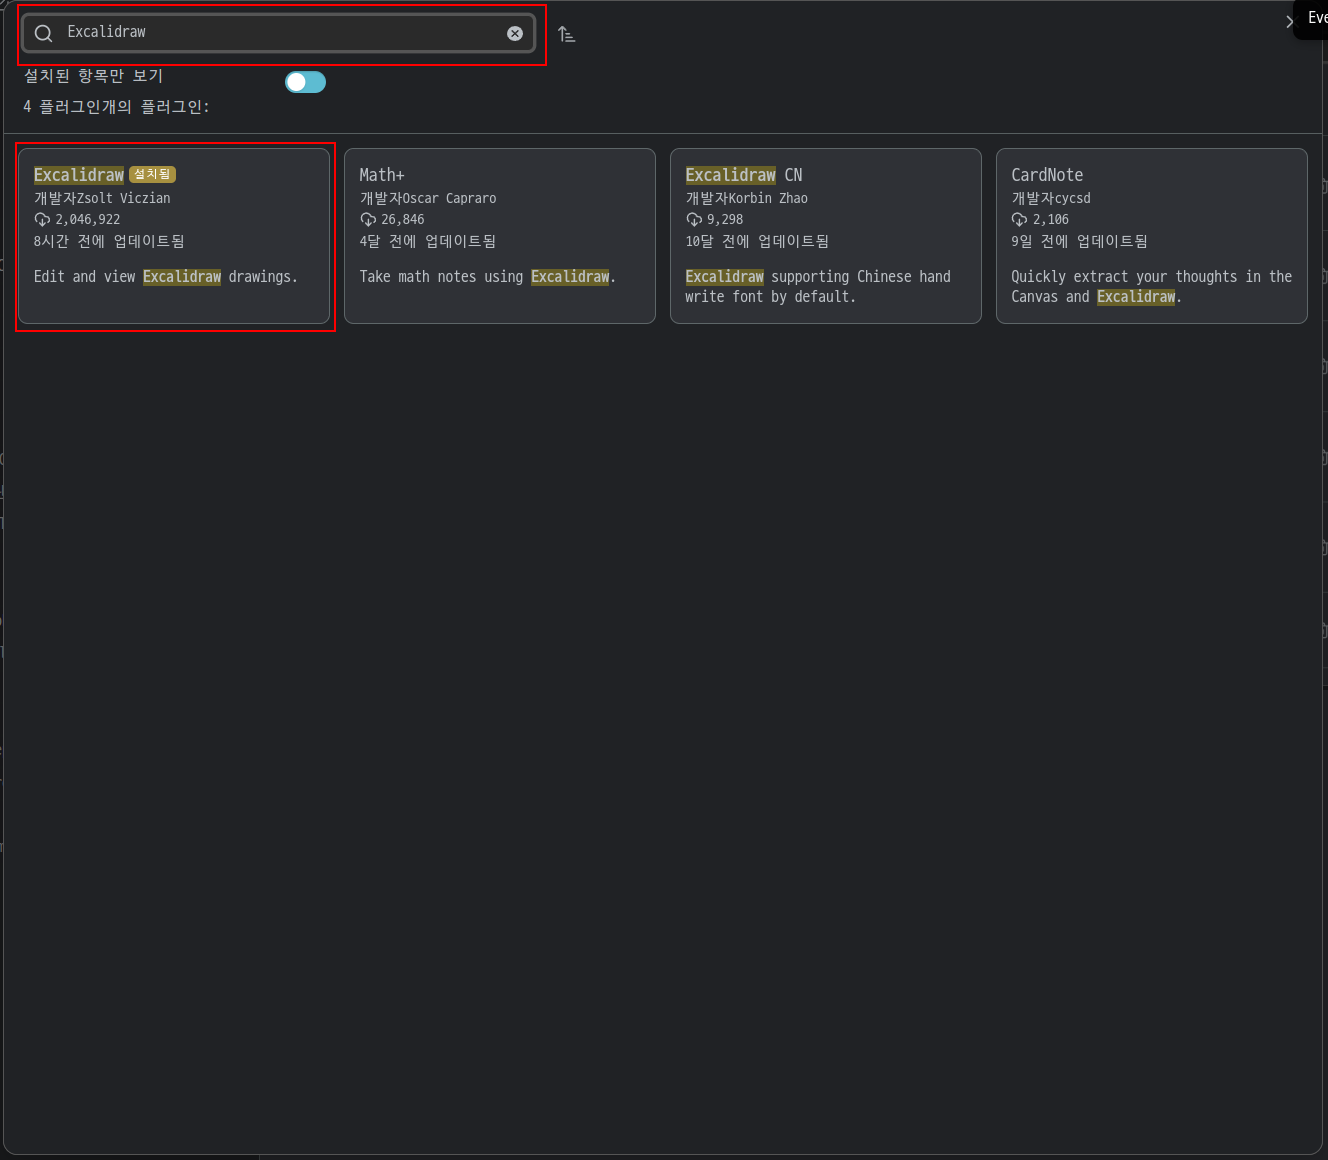 Excalidraw
Eve
설치된 항목만 보기
4 플러그인개의 플러그인:
Excalidraw 설치됨
개발자Zsolt Viczian
2,046,922
8시간 전에 업데이트됨
Edit and view Excalidraw drawings.
Math+
개발자Oscar Capraro
26,846
4달 전에 업데이트됨
Take math notes using Excalidraw.
Excalidraw CN
개발자Korbin Zhao
9,298
10달 전에 업데이트됨
Excalidraw supporting Chinese hand
write font by default.
CardNote
개발자cycsd
2,106
9일 전에 업데이트됨
Quickly extract your thoughts in the
Canvas and Excalidraw.